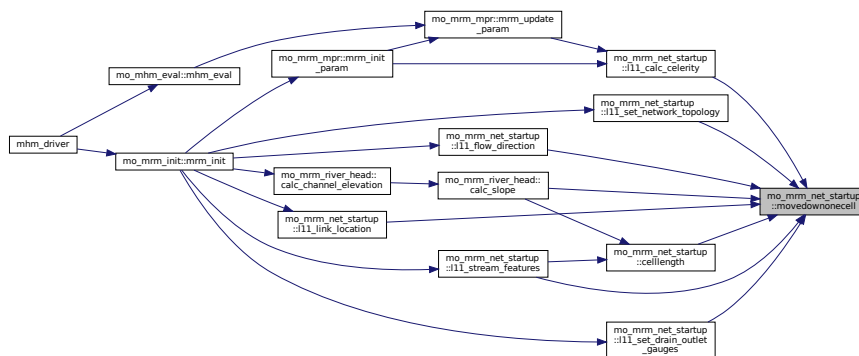 mo_mrm_mpr::mrm_update
_param
mo_mrm_mpr::mrm_init
_param
mo_mrm_net_startup
::l11_calc_celerity
mo_mhm_eval::mhm_eval
mo_mrm_net_startup
::l11_set_network_topology
mhm_driver
mo_mrm_net_startup
::l11_flow_direction
mo_mrm_init::mrm_init
mo_mrm_river_head::
calc_channel_elevation
mo_mrm_river_head::
calc_slope
mo_mrm_net_startup
::movedownonecell
mo_mrm_net_startup
::l11_link_location
mo_mrm_net_startup
::celllength
mo_mrm_net_startup
::l11_stream_features
mo_mrm_net_startup
::l11_set_drain_outlet
_gauges